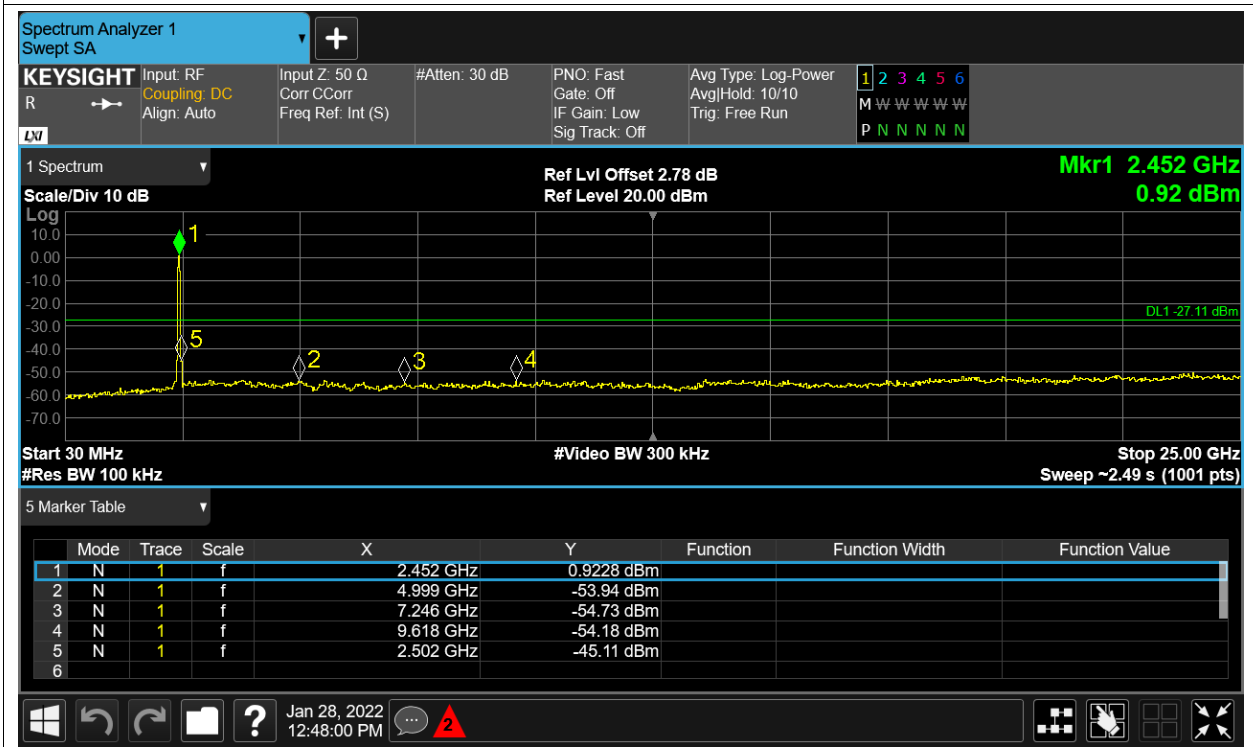 Spectrum Analyzer 1
Swept SA
+
KEYSIGHT Input: RF Input Z: 50 Ω #Atten: 30 dB PNO: Fast Avg Type: Log-Power 1 2 3 4 5 6
R Coupling: DC Corr CCorr Gate: Off Avg|Hold: 10/10 M W W W W W
Align: Auto Freq Ref: Int (S) IF Gain: Low Trig: Free Run
LXI Sig Track: Off P N N N N N
1 Spectrum Ref Lvl Offset 2.78 dB Mkr1 2.452 GHz
Scale/Div 10 dB Ref Level 20.00 dBm 0.92 dBm
Log
10.0 1
0.00
-10.0
-20.0
DL1 -27.11 dBm
-30.0
5
-40.0
2 3 4
-50.0
-60.0
-70.0
Start 30 MHz #Video BW 300 kHz Stop 25.00 GHz
#Res BW 100 kHz Sweep ~2.49 s (1001 pts)
5 Marker Table
Mode Trace Scale X Y Function Function Width Function Value
1 N 1 f 2.452 GHz 0.9228 dBm
2 N 1 f 4.999 GHz -53.94 dBm
3 N 1 f 7.246 GHz -54.73 dBm
4 N 1 f 9.618 GHz -54.18 dBm
5 N 1 f 2.502 GHz -45.11 dBm
6
? Jan 28, 2022
12:48:00 PM 2